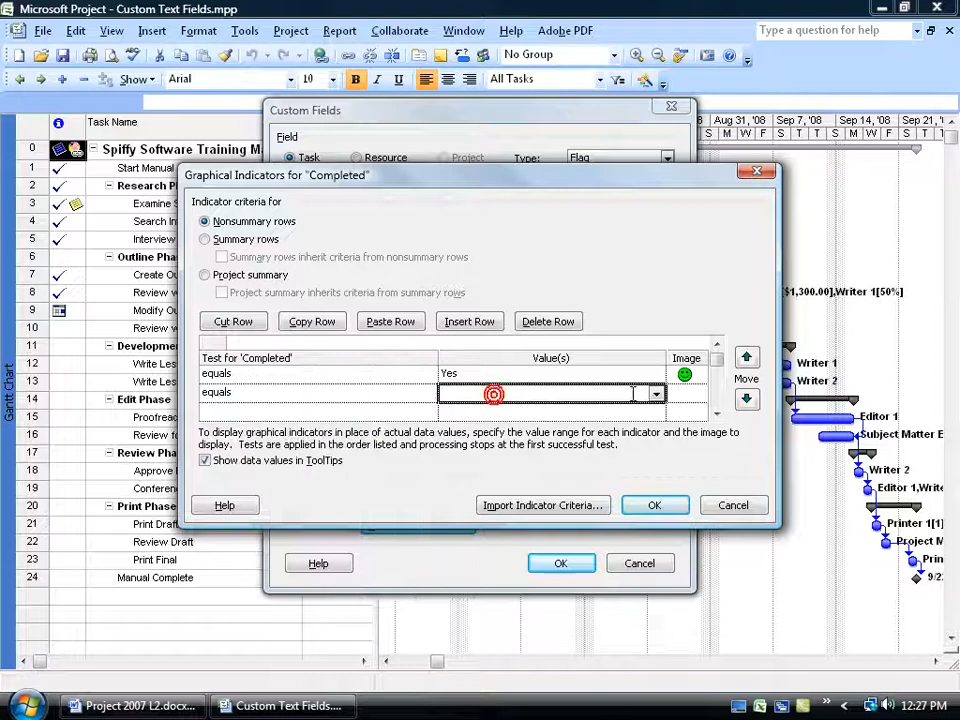 Microsoft Project - Custom Text Fields.mpp
File Edit View Insert Format Tools Project Report Collaborate Window Help Adobe PDF
Type a question for help
No Group
Show Arial 10 B I U All Tasks
Custom Fields
Field
Task Resource Project Type: Flag
Task Name
Aug 31, '08 Sep 7, '08 Sep 14, '08 Sep 21,
0 Spiffy Software Training M
1 Start Manual
2 Research P
3 Examine S
4 Search In
5 Interview
6 Outline Pha
7 Create Ou
8 Review v
9 Modify Ou
10 Review v
11 Developmen
12 Write Les
13 Write Les
14 Edit Phase
15 Proofread
16 Review v
17 Review Pha
18 Approve
19 Conferen
20 Print Phase
21 Print Draft
22 Review Draft
23 Print Final
24 Manual Complete
Gantt Chart
Graphical Indicators for "Completed"
Indicator criteria for
Nonsummary rows
Summary rows
Summary rows inherit criteria from nonsummary rows
Project summary
Project summary inherits criteria from summary rows
Cut Row Copy Row Paste Row Insert Row Delete Row
Test for 'Completed' Value(s) Image
equals Yes
equals
Move
To display graphical indicators in place of actual data values, specify the value range for each indicator and the image to
display. Tests are applied in the order listed and processing stops at the first successful test.
Show data values in ToolTips
Help Import Indicator Criteria... OK Cancel
Help OK Cancel
$1,300.00],Writer 1[50%]
Writer 1
Writer 2
Editor 1
Subject Matter E
Writer 2
Editor 1,Write
Printer 1[1]
Project M
Prin
9/2
Project 2007 L2.docx...
Custom Text Fields....
12:27 PM